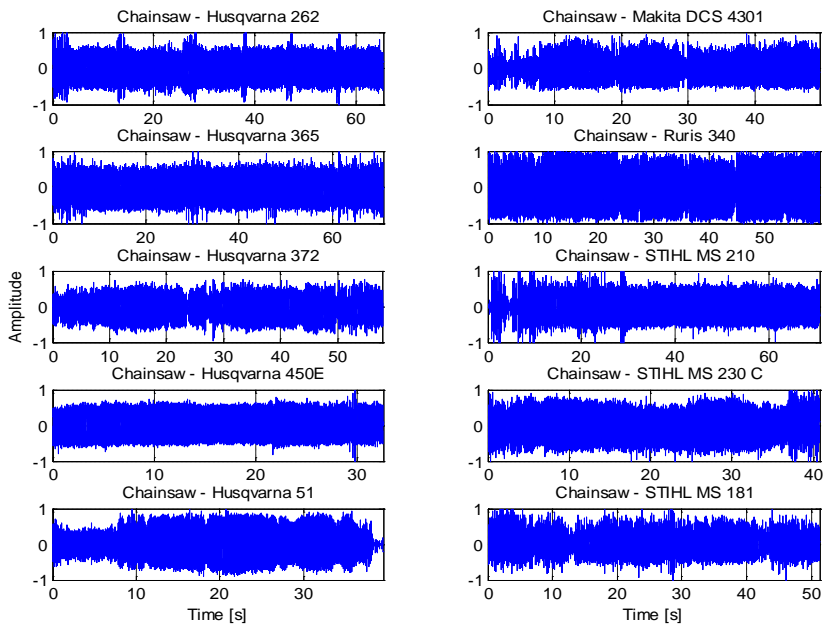 Chainsaw - Husqvarna 262
1
0
-1
0 20 40 60
Chainsaw - Husqvarna 365
1
0
-1
0 20 40 60
Chainsaw - Husqvarna 372
1
0
-1
0 10 20 30 40 50
Chainsaw - Husqvarna 450E
1
0
-1
0 10 20 30
Chainsaw - Husqvarna 51
1
0
-1
0 10 20 30
Time [s]
Amplitude
Chainsaw - Makita DCS 4301
1
0
-1
0 10 20 30 40
Chainsaw - Ruris 340
1
0
-1
0 10 20 30 40 50
Chainsaw - STIHL MS 210
1
0
-1
0 20 40 60
Chainsaw - STIHL MS 230 C
1
0
-1
0 10 20 30 40
Chainsaw - STIHL MS 181
1
0
-1
0 10 20 30 40 50
Time [s]